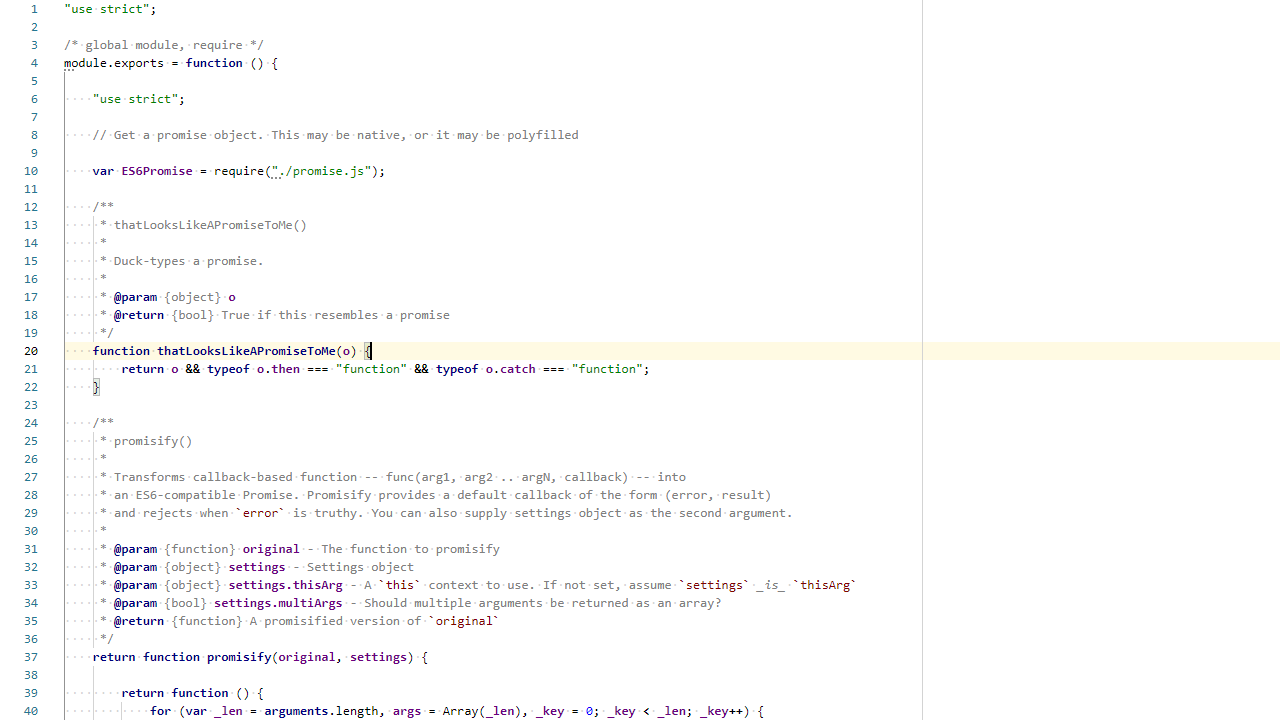 1 "use strict";
2
3 /* global module, require */
4 module.exports = function () {
5
6 "use strict";
7
8 // Get a promise object. This may be native, or it may be polyfilled
9
10 var ES6Promise = require("./promise.js");
11
12 /**
13 * thatLooksLikeAPromiseToMe()
14 *
15 * Duck-types a promise.
16 *
17 * @param {object} o
18 * @return {bool} True if this resembles a promise
19 */
20 function thatLooksLikeAPromiseToMe(o) {
21 return o && typeof o.then === "function" && typeof o.catch === "function";
22 }
23
24 /**
25 * promisify()
26 *
27 * Transforms callback-based function -- func(arg1, arg2 .. argN, callback) -- into
28 * an ES6-compatible Promise. Promisify provides a default callback of the form (error, result)
29 * and rejects when `error` is truthy. You can also supply settings object as the second argument.
30 *
31 * @param {function} original - The function to promisify
32 * @param {object} settings - Settings object
33 * @param {object} settings.thisArg - A `this` context to use. If not set, assume `settings` _is_ `thisArg`
34 * @param {bool} settings.multiArgs - Should multiple arguments be returned as an array?
35 * @return {function} A promisified version of `original`
36 */
37 return function promisify(original, settings) {
38
39 return function () {
40 for (var _len = arguments.length, args = Array(_len), _key = 0; _key < _len; _key++) {